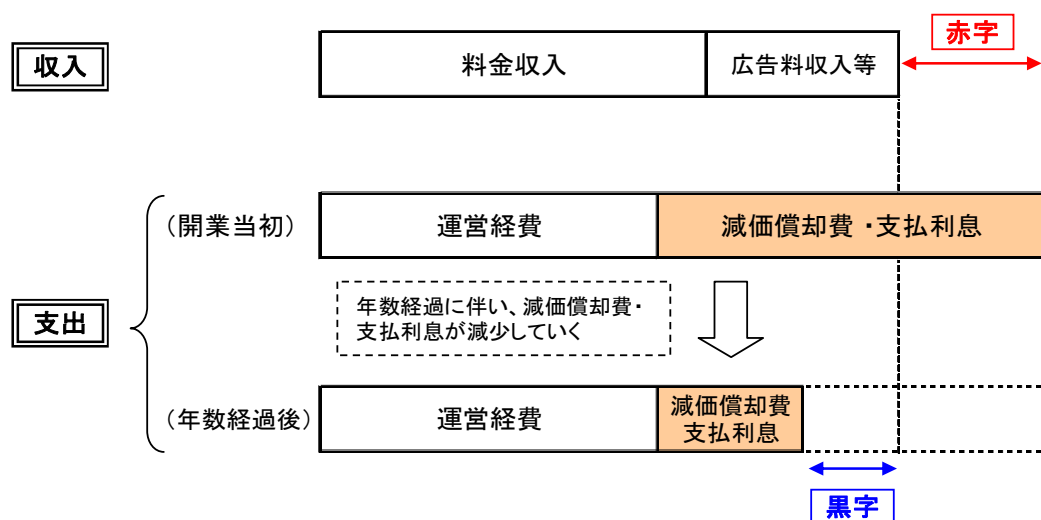 赤字
収入
料金収入
広告料収入等
(開業当初)
運営経費
減価償却費・支払利息
支出
年数経過に伴い、減価償却費・
支払利息が減少していく
(年数経過後)
運営経費
減価償却費
支払利息
黒字